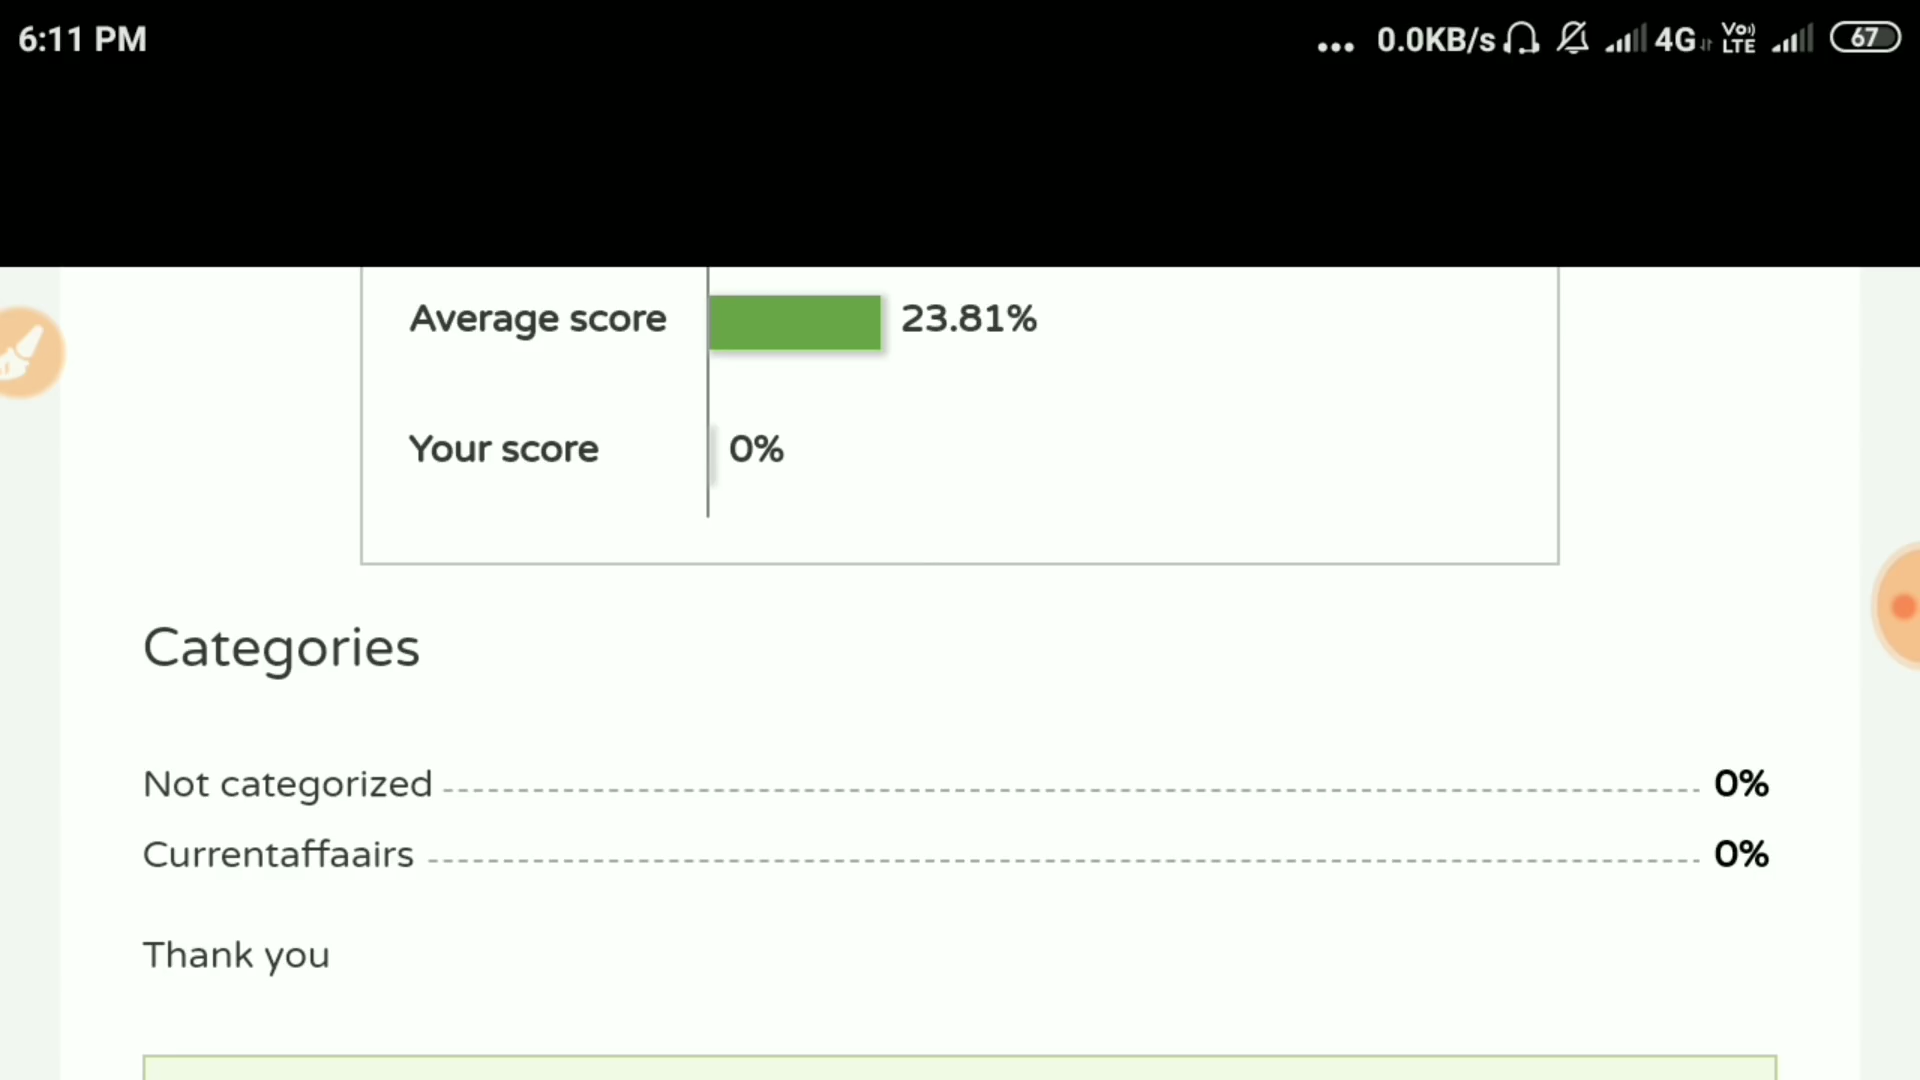 6:11 PM ... 0.0KB/s 4G Vo) LTE 67
Average score 23.81%
Your score 0%
Categories
Not categorized 0%
Currentaffaairs 0%
Thank you